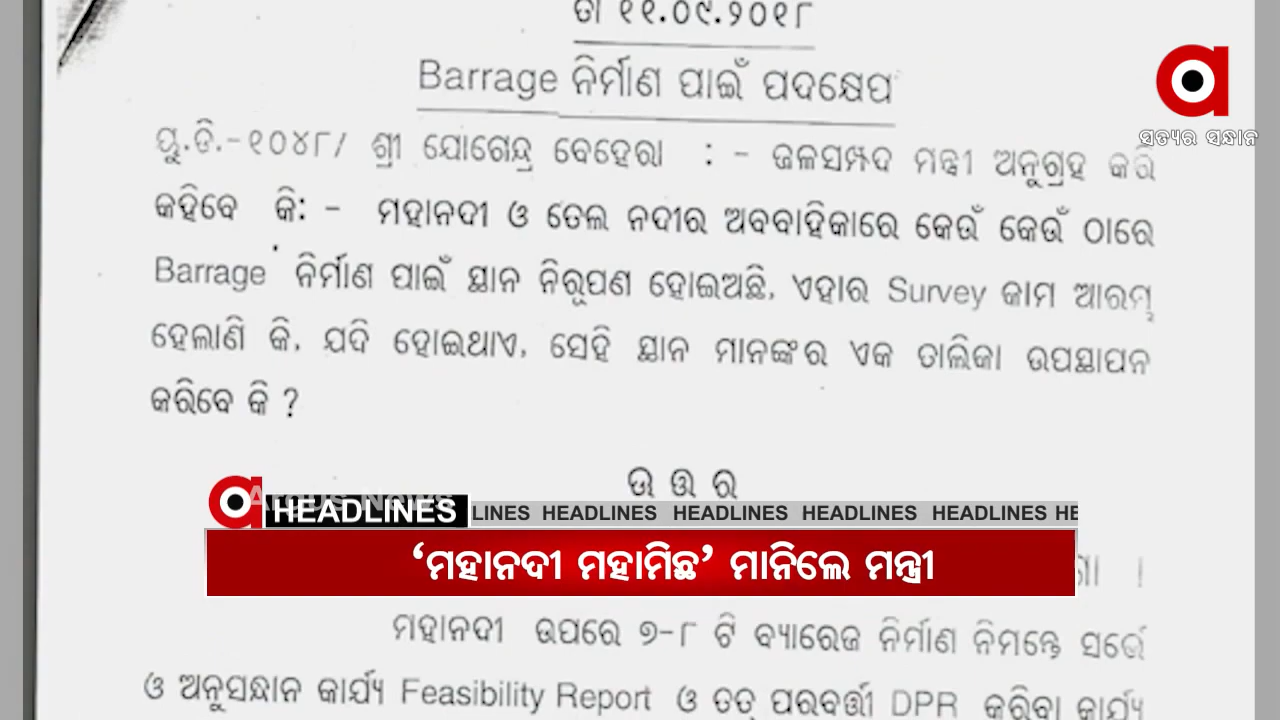 ତା ୧୧.୦୯.୨୦୧୮
Barrage ନିର୍ମାଣ ପାଇଁ ପଦକ୍ଷେପ
ସତ୍ୟର ସନ୍ଧାନ
ୟୁ.ଡି.-୧୦୪୮/ ଶ୍ରୀ ଯୋଗେନ୍ଦ୍ର ବେହେରା : - ଜଳସମ୍ପଦ ମନ୍ତ୍ରୀ ଅନୁଗ୍ରହ କରି
କହିବେ କି: - ମହାନଦୀ ଓ ତେଲ ନଦୀର ଅବବାହିକାରେ କେଉଁ କେଉଁ ଠାରେ
Barrage ନିର୍ମାଣ ପାଇଁ ସ୍ଥାନ ନିରୂପଣ ହୋଇଅଛି, ଏହାର Survey କାମ ଆରମ୍ଭ
ହେଲାଣି କି, ଯଦି ହୋଇଥାଏ, ସେହି ସ୍ଥାନ ମାନଙ୍କର ଏକ ତାଲିକା ଉପସ୍ଥାପନ
କରିବେ କି ?
ଉ ତ୍ତ ର
Argus News
HEADLINES
LINES HEADLINES HEADLINES HEADLINES HEADLINES HE
‘ମହାନଦୀ ମହାମିଛ’ ମାନିଲେ ମନ୍ତ୍ରୀ
ମହାନଦୀ ଉପରେ ୭-୮ ଟି ବ୍ୟାରେଜ ନିର୍ମାଣ ନିମନ୍ତେ ସର୍ଭେ
ଓ ଅନୁସନ୍ଧାନ କାର୍ଯ୍ୟ Feasibility Report ଓ ତତ୍ ପରବର୍ତ୍ତୀ DPR କରିବା କାର୍ଯ୍ୟ